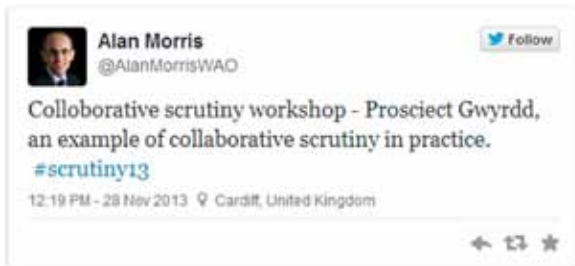 Alan Morris
Follow
@AlanMorrisWAO
Colloborative scrutiny workshop - Prosciect Gwyrdd,
an example of collaborative scrutiny in practice.
#scrutiny13
12:19 PM - 28 Nov 2013 Cardiff, United Kingdom